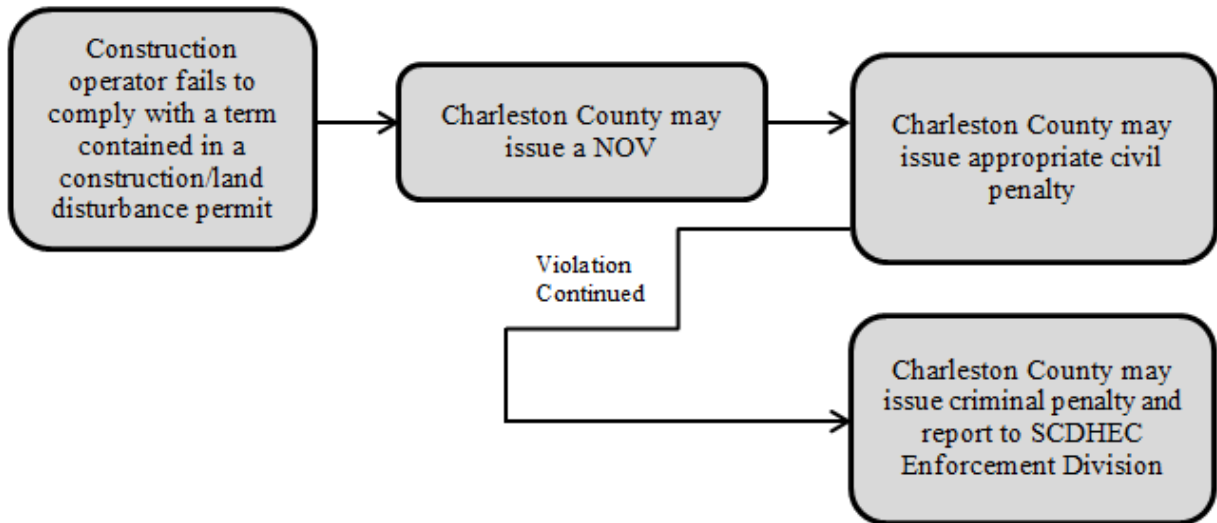 Construction
operator fails to
comply with a term
contained in a
construction/land
disturbance permit
Charleston County may
issue a NOV
Charleston County may
issue appropriate civil
penalty
Violation
Continued
Charleston County may
issue criminal penalty and
report to SCDHEC
Enforcement Division